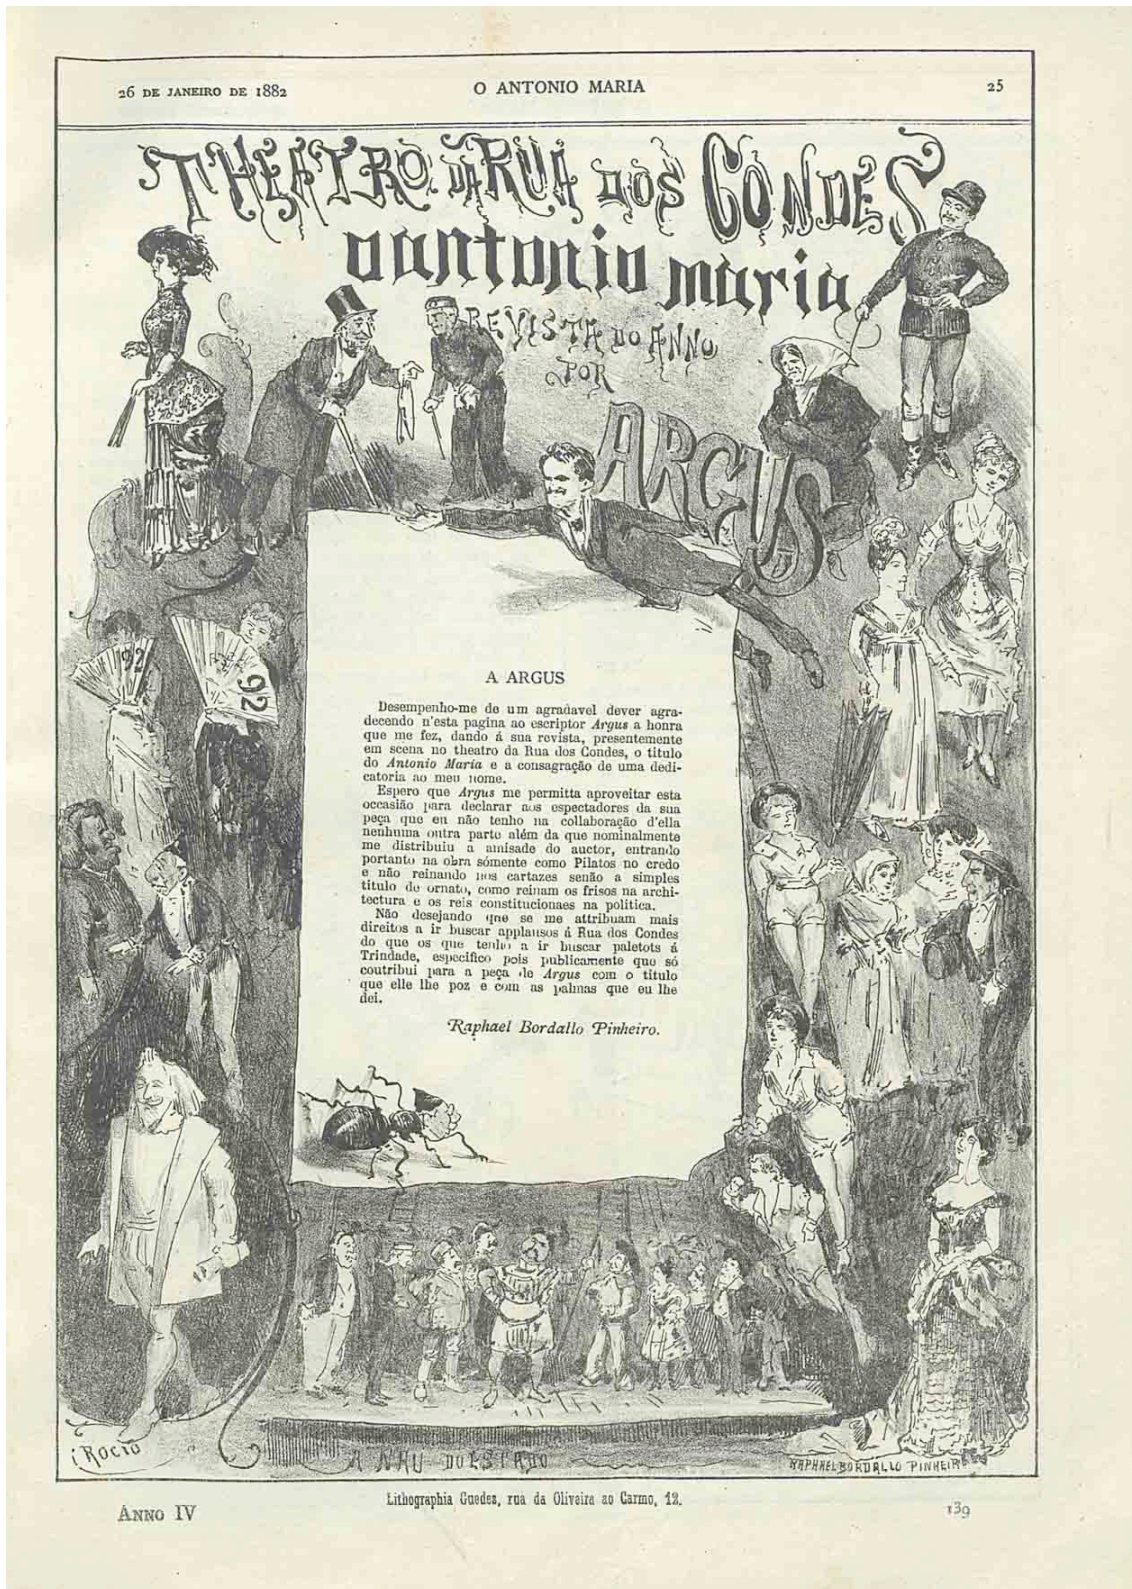 26 DE JANEIRO DE 1882
O ANTONIO MARIA
25
THEATRO DA RUA DOS CONDES
O ANTONIO MARIA
REVISTA DO ANNO
POR
ARGUS
92
92
A ARGUS
Desempenho-me de um agradavel dever agra-
decendo n'esta pagina ao escriptor Argus a honra
que me fez, dando á sua revista, presentemente
em scena no theatro da Rua dos Condes, o titulo
do Antonio Maria e a consagração de uma dedi-
catoria ao meu nome.
Espero que Argus me permitta aproveitar esta
occasião para declarar aos espectadores da sua
peça que eu não tenho na collaboração d'ella
nenhuma outra parte além da que nominalmente
me distribuiu a amisade do auctor, entrando
portanto na obra sómente como Pilatos no credo
e não reinando nos cartazes senão a simples
titulo de ornato, como reinam os frisos na archi-
tectura e os reis constitucionaes na politica.
Não desejando que se me attribuam mais
direitos a ir buscar applausos á Rua dos Condes
do que os que tenho a ir buscar paletots á
Trindade, especifico pois publicamente que só
contribui para a peça de Argus com o titulo
que elle lhe poz e com as palmas que eu lhe
dei.
Raphael Bordallo Pinheiro.
ROCIO
A NAU DO ESTADO
RAPHAEL BORDALLO PINHEIRO
Lithographia Guedes, rua da Oliveira ao Carmo, 12.
ANNO IV
139